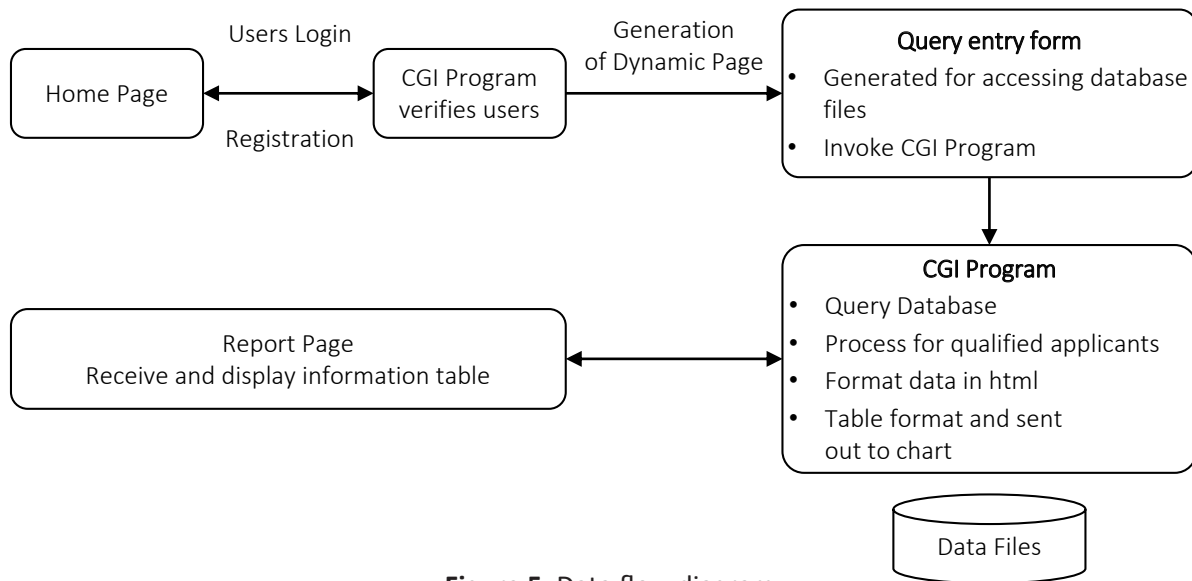 Users Login
Home Page
Registration
CGI Program
verifies users
Generation
of Dynamic Page
Query entry form
• Generated for accessing database
files
• Invoke CGI Program
CGI Program
• Query Database
• Process for qualified applicants
• Format data in html
• Table format and sent
out to chart
Report Page
Receive and display information table
Data Files
Figure 5. Data flow diagram